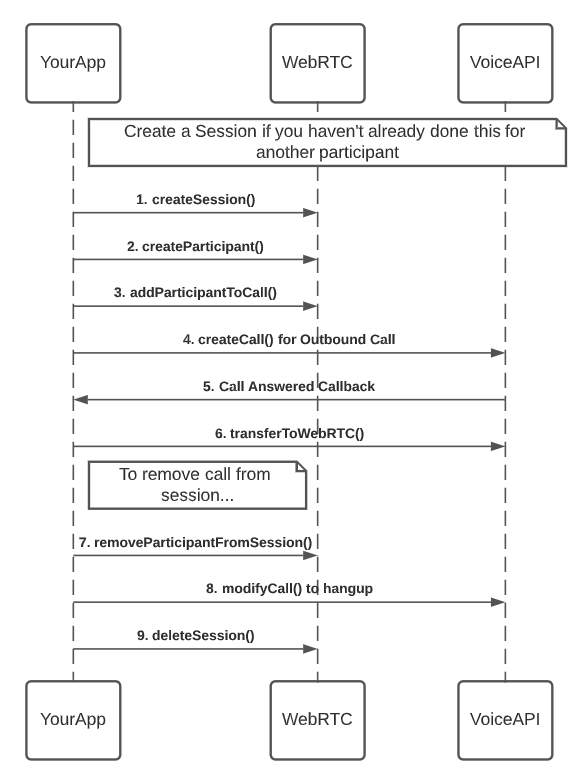 YourApp
WebRTC
VoiceAPI
Create a Session if you haven't already done this for
another participant
1. createSession()
2. createParticipant()
3. addParticipantToCall()
4. createCall() for Outbound Call
5. Call Answered Callback
6. transferToWebRTC()
To remove call from
session...
7. removeParticipantFromSession()
8. modifyCall() to hangup
9. deleteSession()
YourApp
WebRTC
VoiceAPI